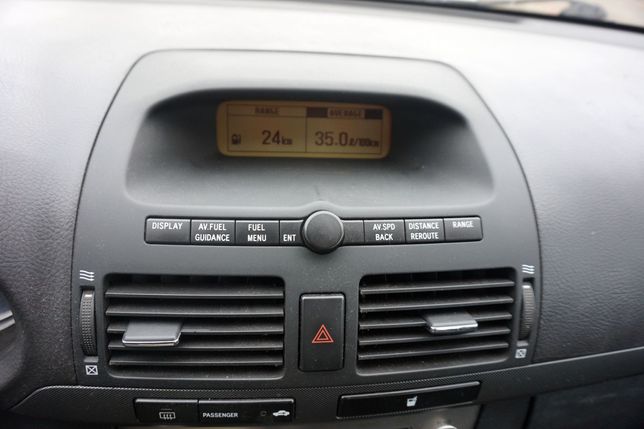 RANGE AVERAGE
24km 35.0ℓ/100km
DISPLAY AV.FUEL GUIDANCE FUEL MENU ENT AV.SPD BACK DISTANCE REROUTE RANGE
PASSENGER